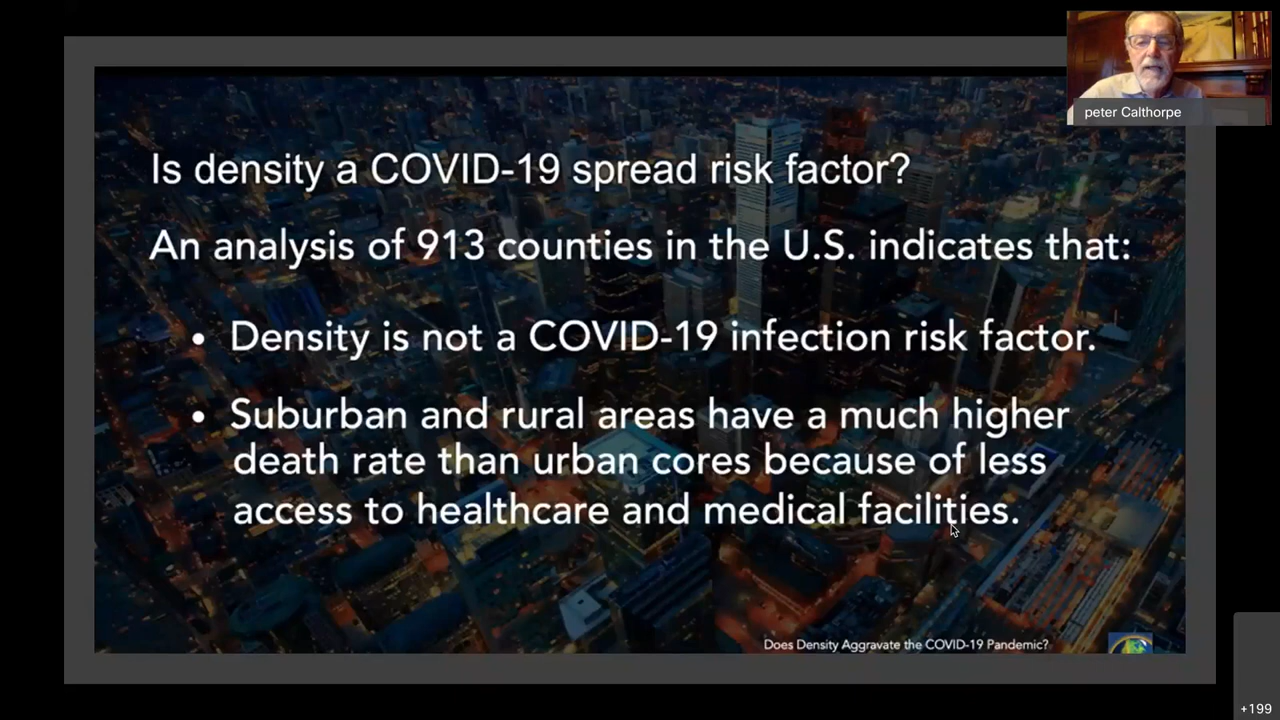 peter Calthorpe
Is density a COVID-19 spread risk factor?
An analysis of 913 counties in the U.S. indicates that:
• Density is not a COVID-19 infection risk factor.
• Suburban and rural areas have a much higher
death rate than urban cores because of less
access to healthcare and medical facilities.
Does Density Aggravate the COVID-19 Pandemic?
+199